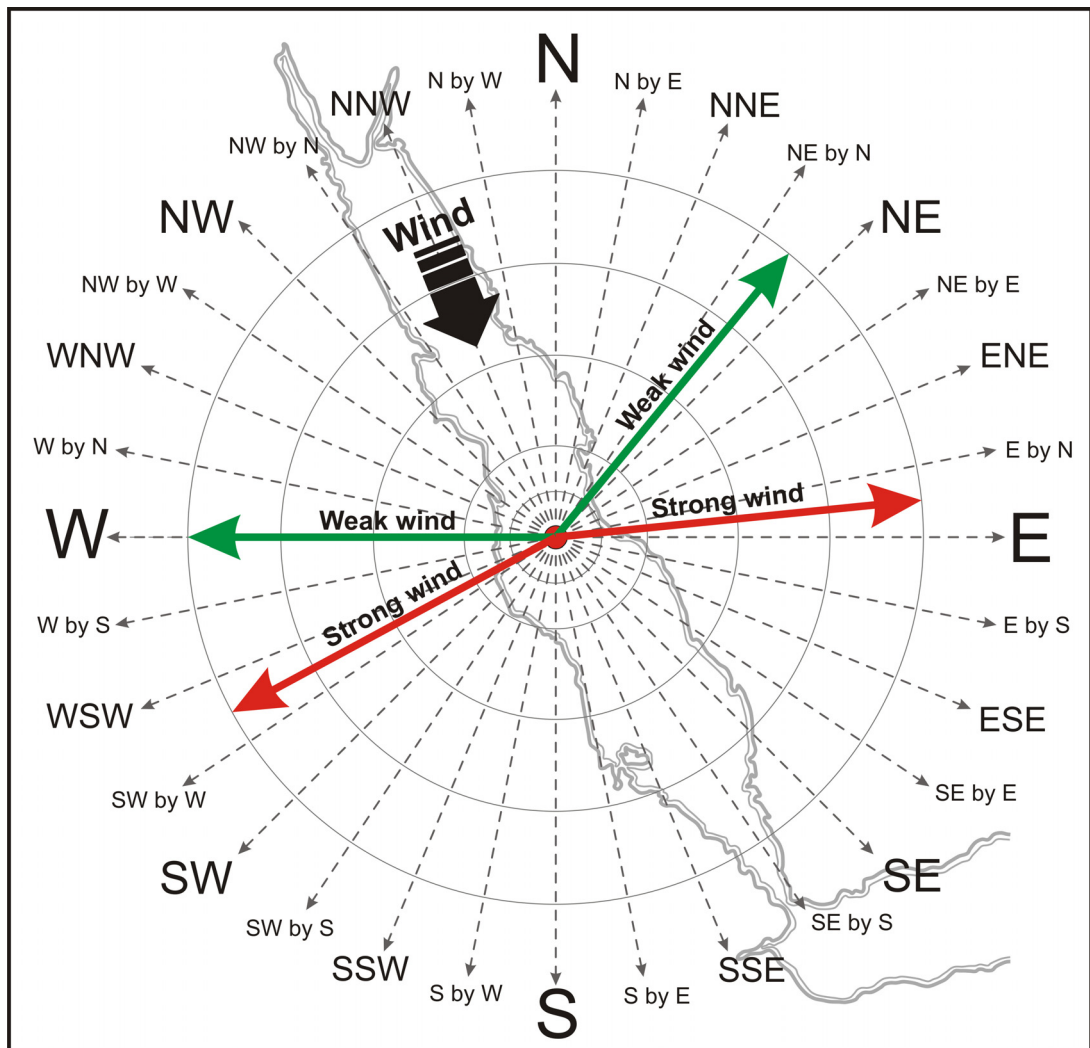 N
N by W
N by E
NNW
NNE
NW by N
NE by N
NW
Wind
NE
NW by W
NE by E
Weak wind
WNW
ENE
W by N
E by N
Strong wind
W
Weak wind
E
Strong wind
W by S
E by S
WSW
ESE
SW by W
SE by E
SW
SE
SW by S
SE by S
SSW
SSE
S by W
S by E
S